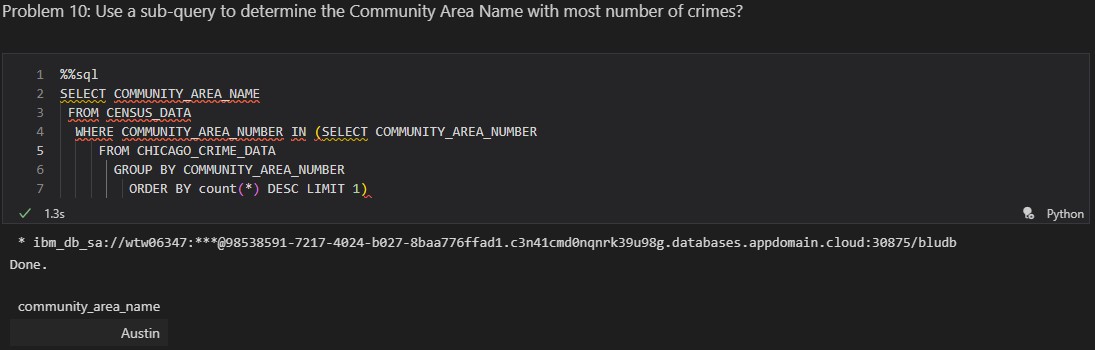 Problem 10: Use a sub-query to determine the Community Area Name with most number of crimes?
1 %%sql
2 SELECT COMMUNITY_AREA_NAME
3 FROM CENSUS_DATA
4 WHERE COMMUNITY_AREA_NUMBER IN (SELECT COMMUNITY_AREA_NUMBER
5 FROM CHICAGO_CRIME_DATA
6 GROUP BY COMMUNITY_AREA_NUMBER
7 ORDER BY count(*) DESC LIMIT 1)
1.3s Python
* ibm_db_sa://wtw06347:***@98538591-7217-4024-b027-8baa776ffad1.c3n41cmd0nqnrk39u98g.databases.appdomain.cloud:30875/bludb
Done.
community_area_name
Austin